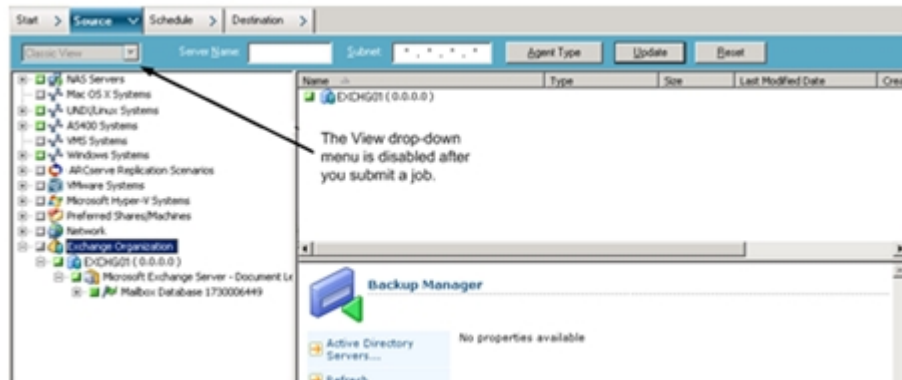 Start > Source Schedule > Destination >
Classic View Server Name: Subnet: * . * . * . * Agent Type Update Reset
NAS Servers
Mac OS X Systems
UNIX/Linux Systems
AS400 Systems
VMS Systems
Windows Systems
ARCserve Replication Scenarios
VMware Systems
Microsoft Hyper-V Systems
Preferred Shares/Machines
Network
Exchange Organization
EXCHG01 ( 0.0.0.0 )
Microsoft Exchange Server - Document Le
Mailbox Database 1730006449
Name Type Size Last Modified Date Crea
EXCHG01 ( 0.0.0.0 )
The View drop-down
menu is disabled after
you submit a job.
Backup Manager
Active Directory
Servers...
Refresh
No properties available